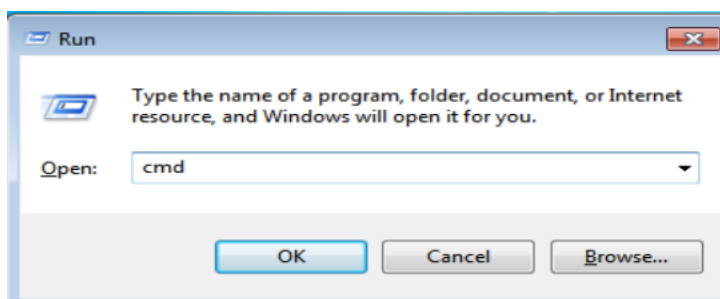 Run
Type the name of a program, folder, document, or Internet
resource, and Windows will open it for you.
Open: cmd
OK Cancel Browse...